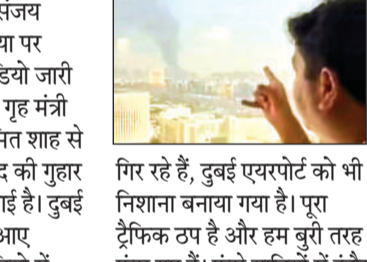 संजय
या पर
डियो जारी
गृह मंत्री
मित शाह से
द की गुहार
गाई है। दुबई
आए
गिर रहे हैं, दुबई एयरपोर्ट को भी
निशाना बनाया गया है। पूरा
ट्रैफिक ठप है और हम बुरी तरह